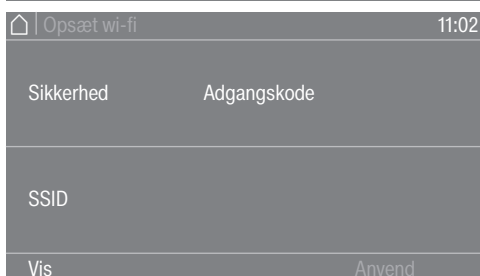 Opsæt wi-fi 11:02
Sikkerhed Adgangskode
SSID
Vis Anvend